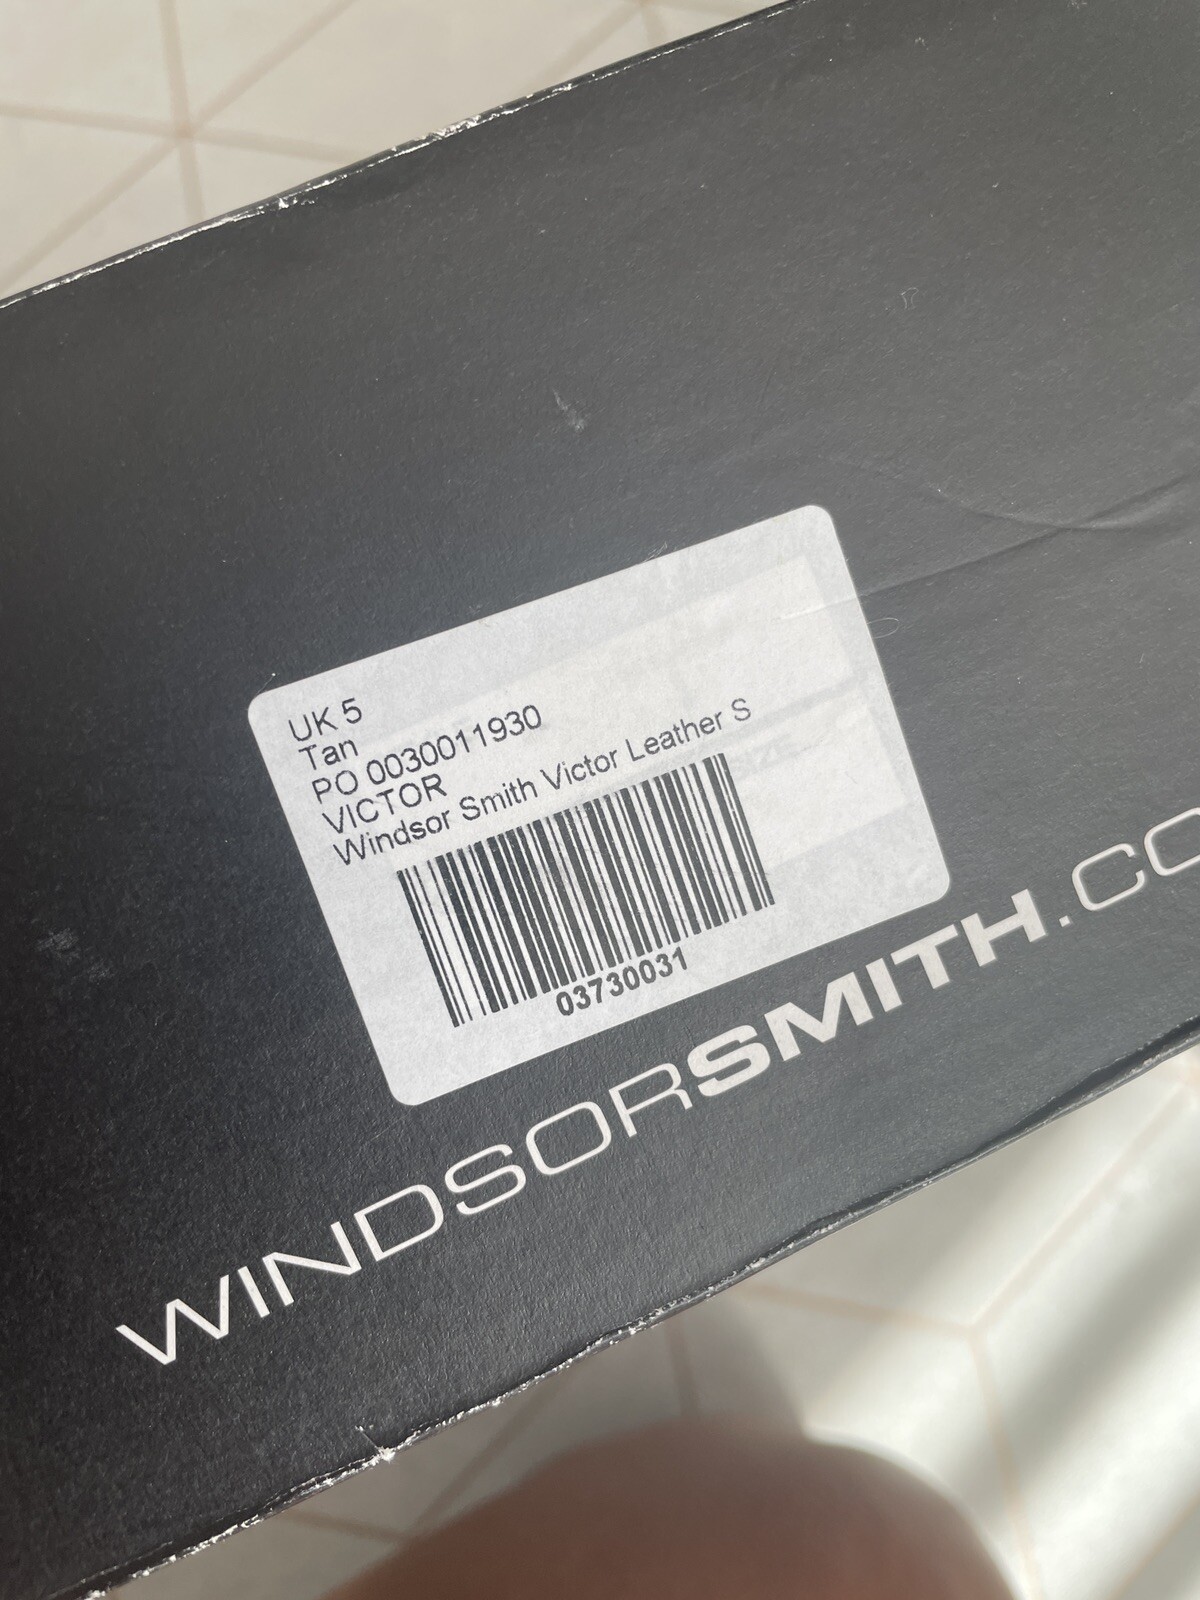 UK 5
Tan
PO 0030011930
VICTOR
Windsor Smith Victor Leather S
03730031
WINDSORSMITH.CO